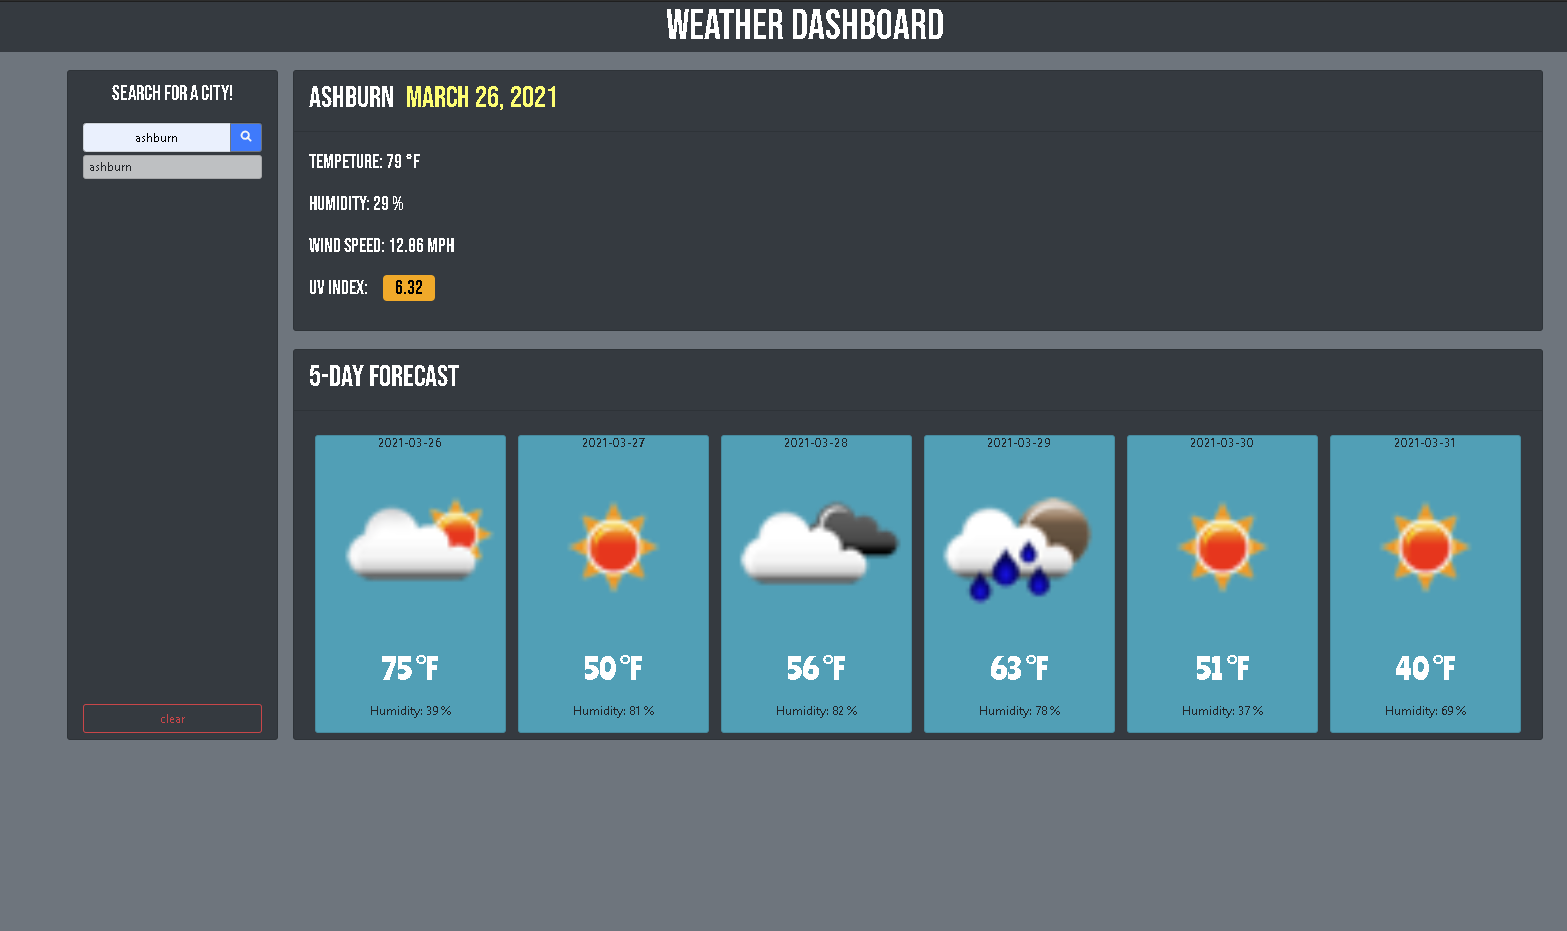 WEATHER DASHBOARD
SEARCH FOR A CITY!
ashburn
ashburn
clear
ASHBURN MARCH 26, 2021
TEMPETURE: 79 °F
HUMIDITY: 29 %
WIND SPEED: 12.86 MPH
UV INDEX: 6.32
5-DAY FORECAST
2021-03-26
75 °F
Humidity: 39 %
2021-03-27
50 °F
Humidity: 81 %
2021-03-28
56 °F
Humidity: 82 %
2021-03-29
63 °F
Humidity: 78 %
2021-03-30
51 °F
Humidity: 37 %
2021-03-31
40 °F
Humidity: 69 %